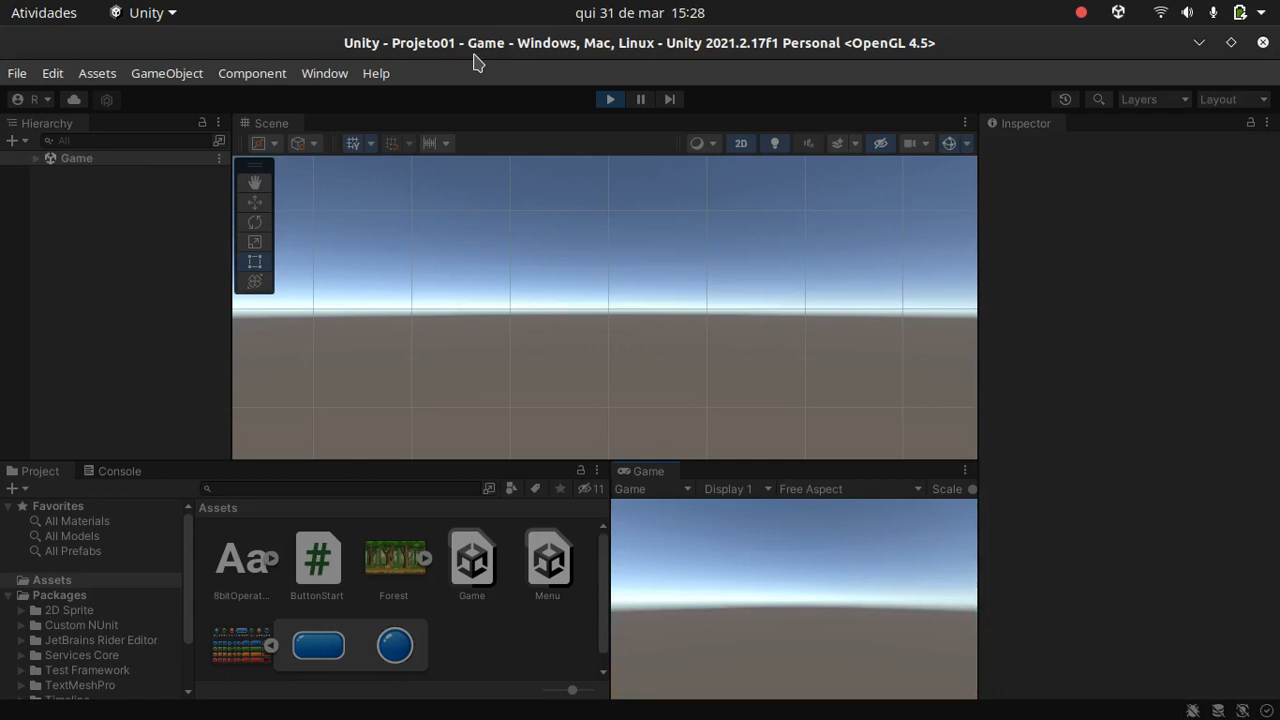 Atividades
Unity
qui 31 de mar 15:28
Unity - Projeto01 - Game - Windows, Mac, Linux - Unity 2021.2.17f1 Personal <OpenGL 4.5>
File Edit Assets GameObject Component Window Help
R
Layers
Layout
Hierarchy
All
Game
Scene
2D
Inspector
Project
Console
11
Favorites
All Materials
All Models
All Prefabs
Assets
Packages
2D Sprite
Custom NUnit
JetBrains Rider Editor
Services Core
Test Framework
TextMeshPro
Timeline
Assets
Aa
#
8bitOperat...
ButtonStart
Forest
Game
Menu
Game
Game
Display 1
Free Aspect
Scale